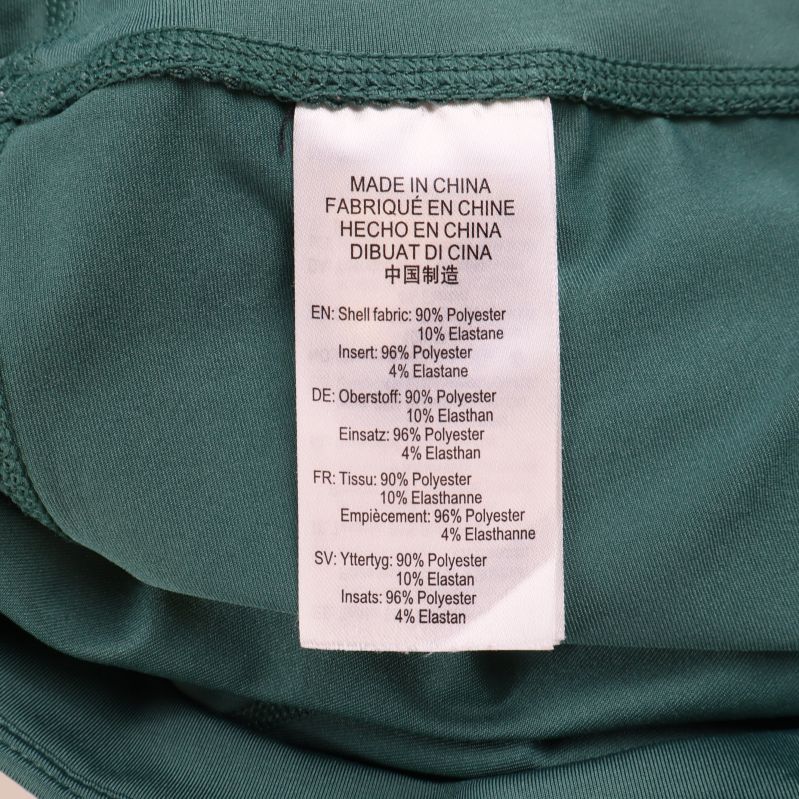 MADE IN CHINA
FABRIQUÉ EN CHINE
HECHO EN CHINA
DIBUAT DI CINA
中国制造
EN: Shell fabric: 90% Polyester
10% Elastane
Insert: 96% Polyester
4% Elastane
DE: Oberstoff: 90% Polyester
10% Elasthan
Einsatz: 96% Polyester
4% Elasthan
FR: Tissu: 90% Polyester
10% Elasthanne
Empiècement: 96% Polyester
4% Elasthanne
SV: Yttertyg: 90% Polyester
10% Elastan
Insats: 96% Polyester
4% Elastan